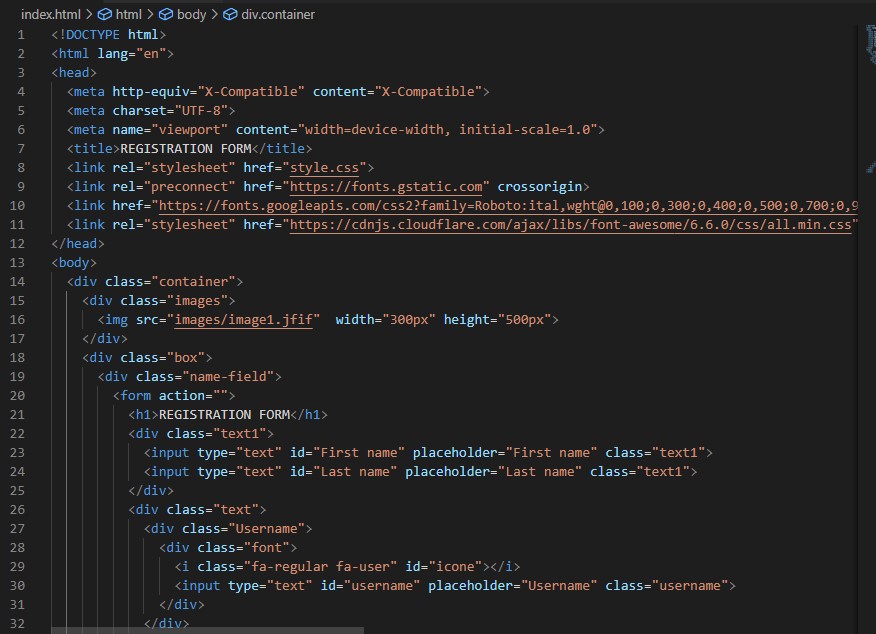 index.html > html > body > div.container
1 <!DOCTYPE html>
2 <html lang="en">
3 <head>
4 <meta http-equiv="X-Compatible" content="X-Compatible">
5 <meta charset="UTF-8">
6 <meta name="viewport" content="width=device-width, initial-scale=1.0">
7 <title>REGISTRATION FORM</title>
8 <link rel="stylesheet" href="style.css">
9 <link rel="preconnect" href="https://fonts.gstatic.com" crossorigin>
10 <link href="https://fonts.googleapis.com/css2?family=Roboto:ital,wght@0,100;0,300;0,400;0,500;0,700;0,9
11 <link rel="stylesheet" href="https://cdnjs.cloudflare.com/ajax/libs/font-awesome/6.6.0/css/all.min.css"
12 </head>
13 <body>
14 <div class="container">
15 <div class="images">
16 <img src="images/image1.jfif"  width="300px" height="500px">
17 </div>
18 <div class="box">
19 <div class="name-field">
20 <form action="">
21 <h1>REGISTRATION FORM</h1>
22 <div class="text1">
23 <input type="text" id="First name" placeholder="First name" class="text1">
24 <input type="text" id="Last name" placeholder="Last name" class="text1">
25 </div>
26 <div class="text">
27 <div class="Username">
28 <div class="font">
29 <i class="fa-regular fa-user" id="icone"></i>
30 <input type="text" id="username" placeholder="Username" class="username">
31 </div>
32 </div>